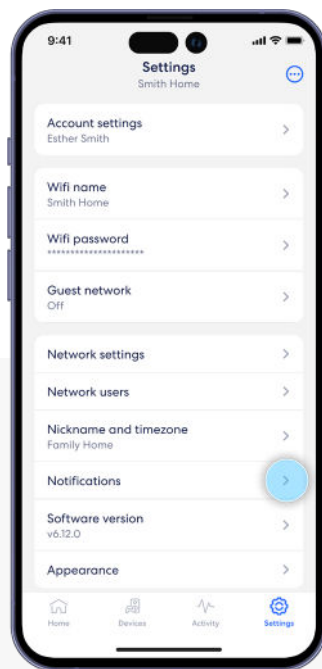 9:41
Settings
Smith Home
Account settings
Esther Smith
Wifi name
Smith Home
Wifi password
*********************
Guest network
Off
Network settings
Network users
Nickname and timezone
Family Home
Notifications
Software version
v6.12.0
Appearance
Home Devices Activity Settings